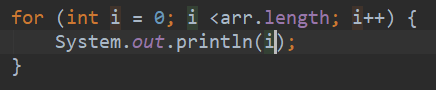 for (int i = 0; i <arr.length; i++) {
    System.out.println(i);
}